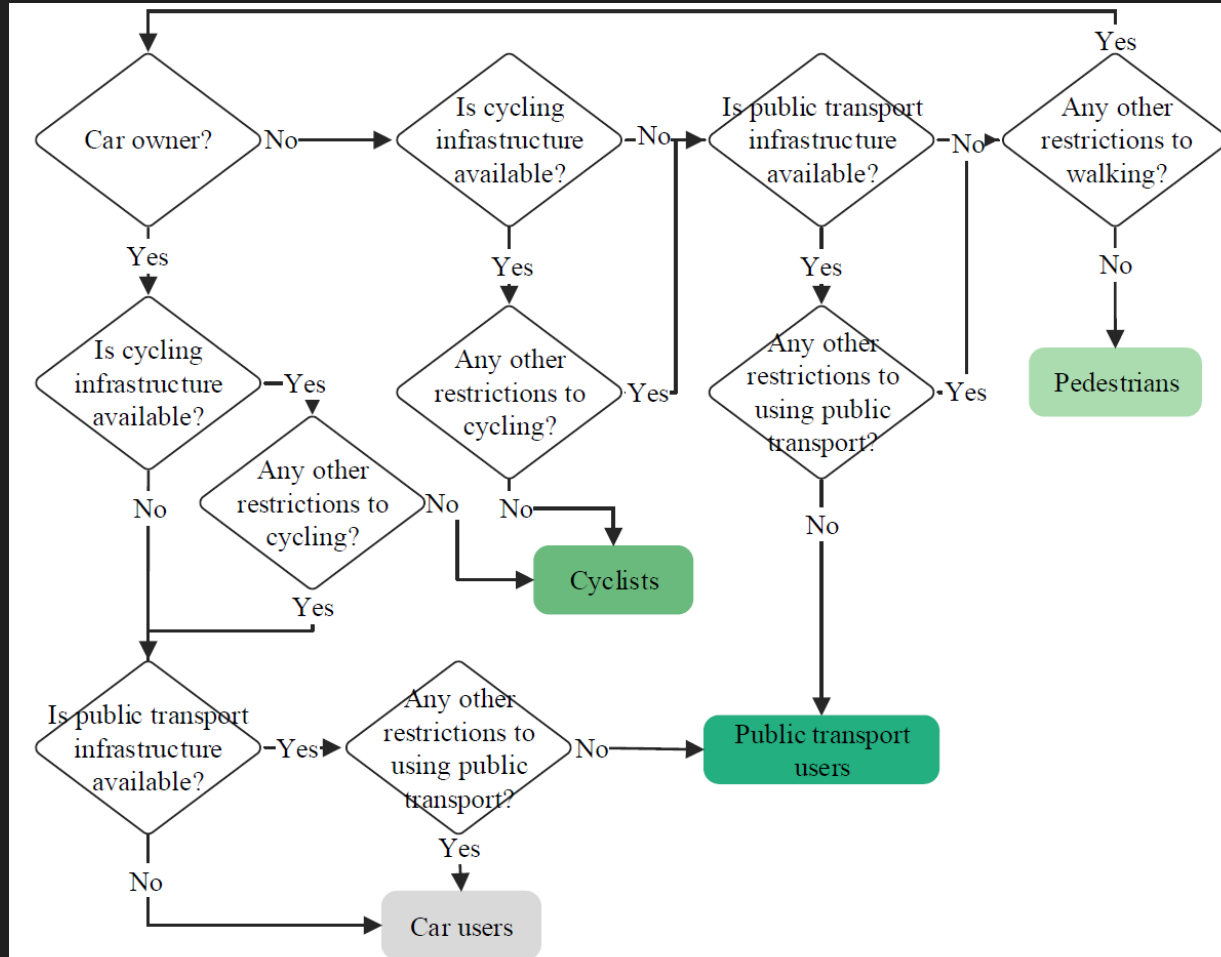 Yes
Car owner?
No
Is cycling
infrastructure
available?
No
Is public transport
infrastructure
available?
No
Any other
restrictions to
walking?
Yes
Yes
Yes
No
Is cycling
infrastructure
available?
Yes
Any other
restrictions to
cycling?
Yes
Any other
restrictions to
using public
transport?
Yes
Pedestrians
No
Any other
restrictions to
cycling?
No
No
No
Cyclists
Yes
Is public transport
infrastructure
available?
Yes
Any other
restrictions to
using public
transport?
No
Public transport
users
No
Yes
Car users